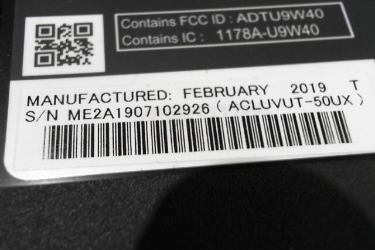 Contains FCC ID : ADTU9W40
Contains IC : 1178A-U9W40
MANUFACTURED: FEBRUARY 2019 T
S/N ME2A1907102926 ( ACLUVUT-50UX )